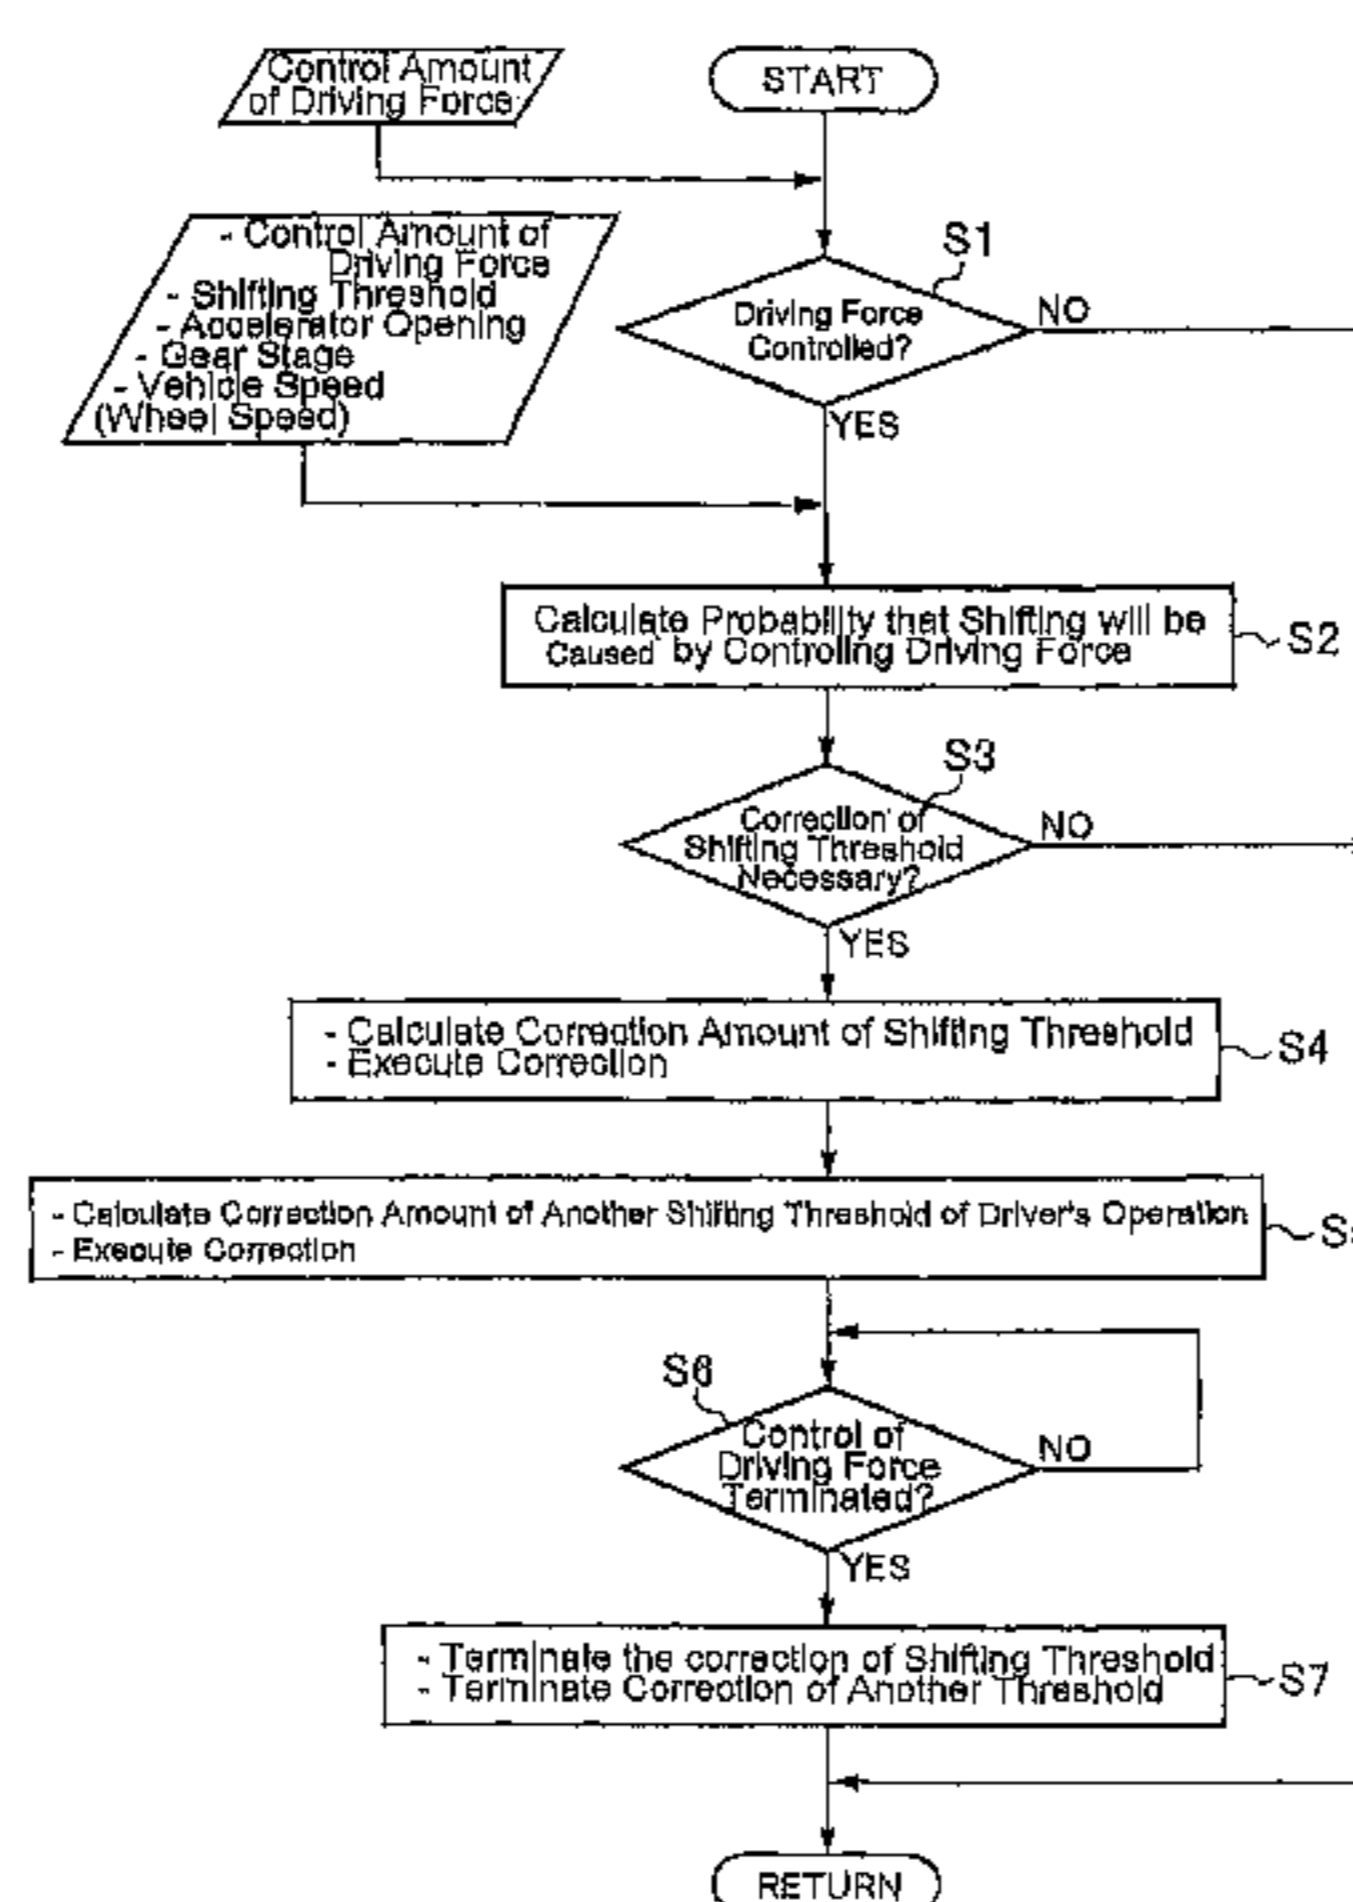 Control Amount
of Driving Force
START
- Control Amount of
Driving Force
- Shifting Threshold
- Accelerator Opening
- Gear Stage
- Vehicle Speed
(Wheel Speed)
S1
Driving Force
Controlled?
NO
YES
Calculate Probability that Shifting will be
Caused by Controlling Driving Force
S2
S3
Correction of
Shifting Threshold
Necessary?
NO
YES
- Calculate Correction Amount of Shifting Threshold
- Execute Correction
S4
- Calculate Correction Amount of Another Shifting Threshold of Driver's Operation
- Execute Correction
S6
Control of
Driving Force
Terminated?
NO
YES
- Terminate the correction of Shifting Threshold
- Terminate Correction of Another Threshold
S7
RETURN